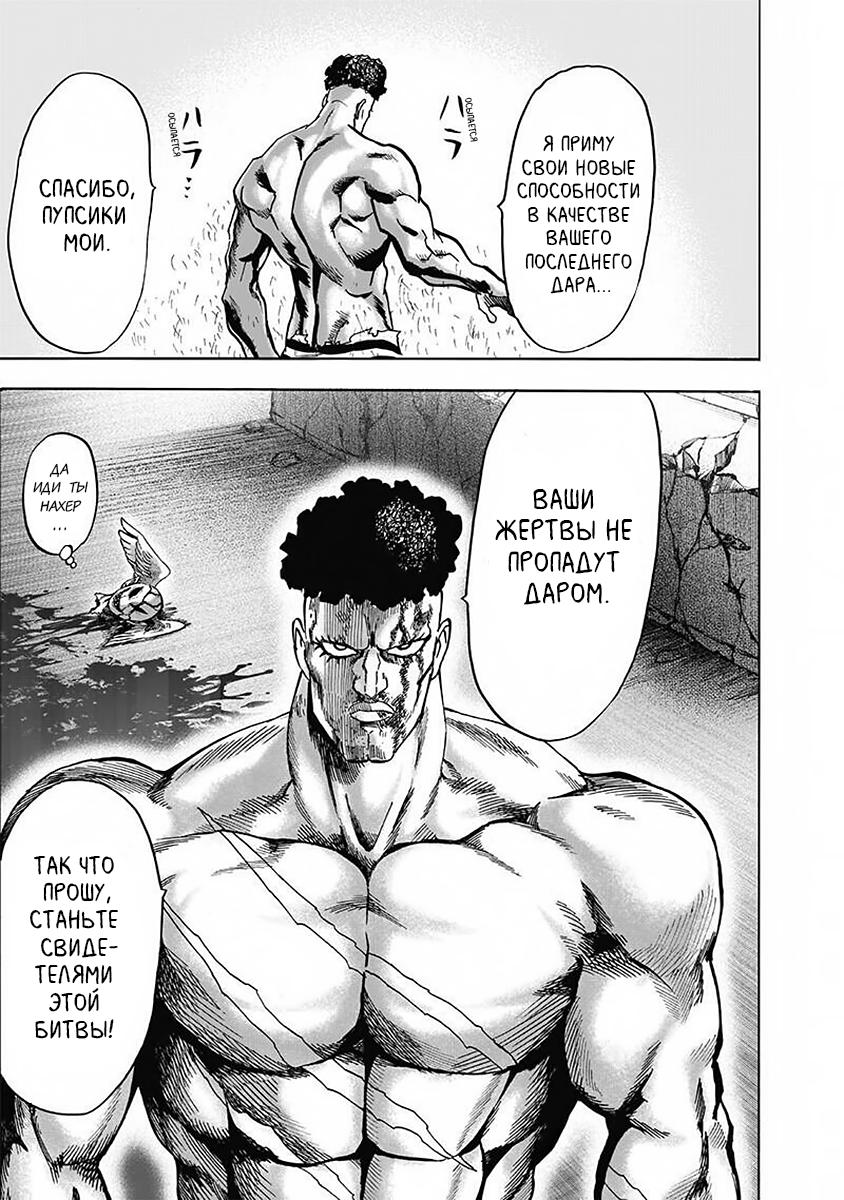 Я ПРИМУ
СВОИ НОВЫЕ
СПОСОБНОСТИ
В КАЧЕСТВЕ
ВАШЕГО
ПОСЛЕДНЕГО
ДАРА...
ОСЫПАЕТСЯ
ハラ
ОСЫПАЕТСЯ
ハラ...
СПАСИБО,
ПУПСИКИ
МОИ.
ВАШИ
ЖЕРТВЫ НЕ
ПРОПАДУТ
ДАРОМ.
ДА
ИДИ ТЫ
НАХЕР
...
ТАК ЧТО
ПРОШУ,
СТАНЬТЕ
СВИДЕ-
ТЕЛЯМИ
ЭТОЙ
БИТВЫ!